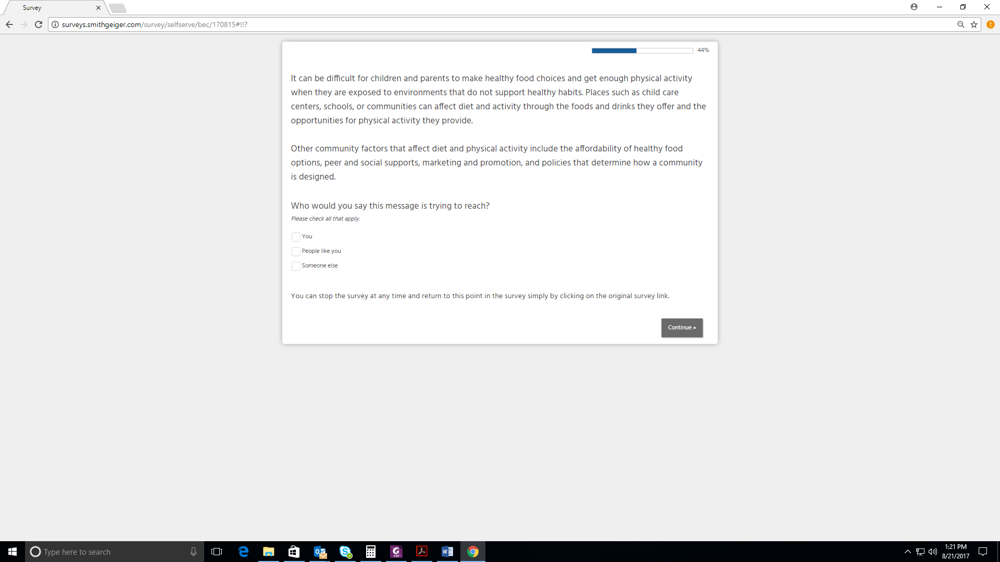 Survey
surveys.smithgeiger.com/survey/selfserve/bec/170815#!!?
44%
It can be difficult for children and parents to make healthy food choices and get enough physical activity
when they are exposed to environments that do not support healthy habits. Places such as child care
centers, schools, or communities can affect diet and activity through the foods and drinks they offer and the
opportunities for physical activity they provide.
Other community factors that affect diet and physical activity include the affordability of healthy food
options, peer and social supports, marketing and promotion, and policies that determine how a community
is designed.
Who would you say this message is trying to reach?
Please check all that apply.
You
People like you
Someone else
You can stop the survey at any time and return to this point in the survey simply by clicking on the original survey link.
Continue »
Type here to search
1:21 PM
8/21/2017